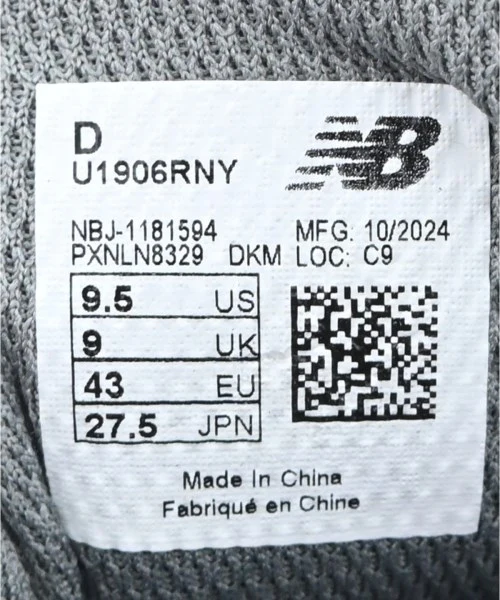 D
U1906RNY
NB
NBJ-1181594 MFG. 10/2024
PXNLN8329 DKM LOC: C9
9.5 US
9 UK
43 EU
27.5 JPN
Made In China
Fabriqué en Chine